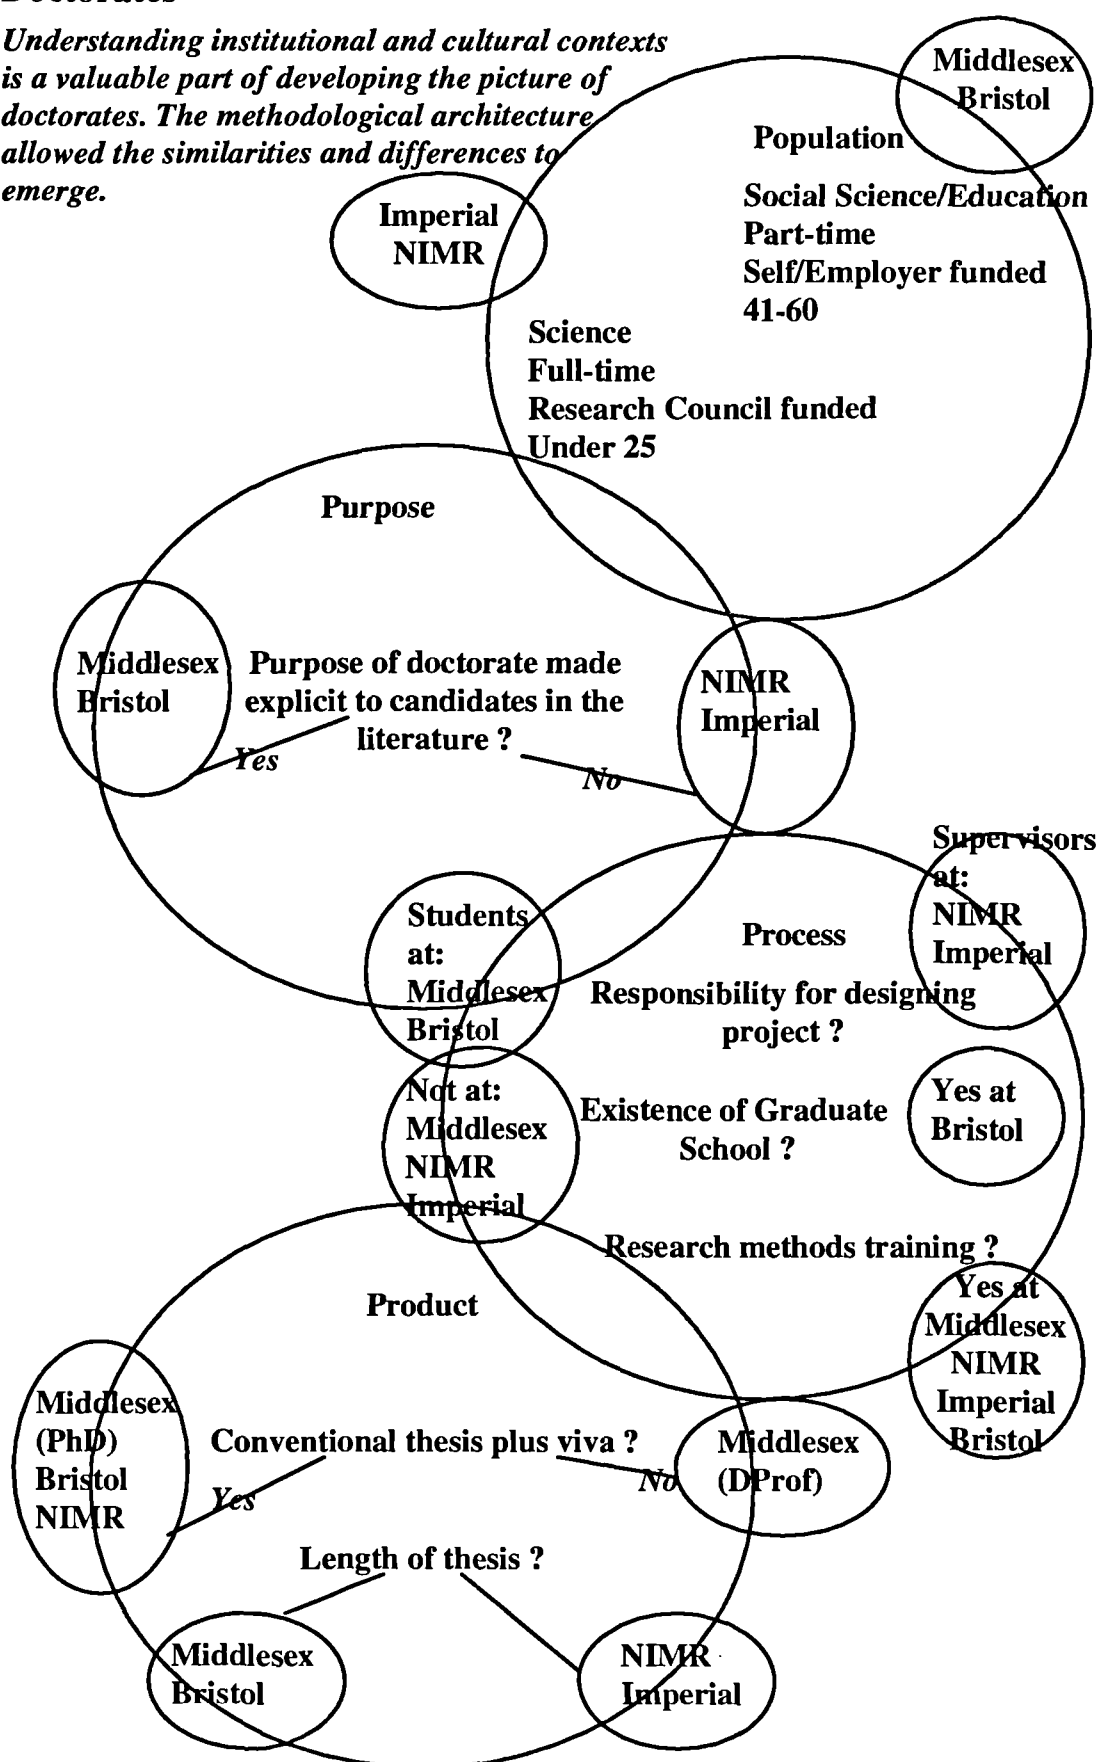 Doctorates
Understanding institutional and cultural contexts
is a valuable part of developing the picture of
doctorates. The methodological architecture
allowed the similarities and differences to
emerge.
Middlesex
Bristol
Population
Social Science/Education
Part-time
Self/Employer funded
41-60
Imperial
NIMR
Science
Full-time
Research Council funded
Under 25
Purpose
Middlesex
Bristol
Purpose of doctorate made
explicit to candidates in the
literature ?
Yes
No
NIMR
Imperial
Supervisors
at:
NIMR
Imperial
Students
at:
Middlesex
Bristol
Process
Responsibility for designing
project ?
Not at:
Middlesex
NIMR
Imperial
Existence of Graduate
School ?
Yes at
Bristol
Research methods training ?
Yes at
Middlesex
NIMR
Imperial
Bristol
Product
Middlesex
(PhD)
Bristol
NIMR
Conventional thesis plus viva ?
Yes
No
Middlesex
(DProf)
Length of thesis ?
Middlesex
Bristol
NIMR
Imperial